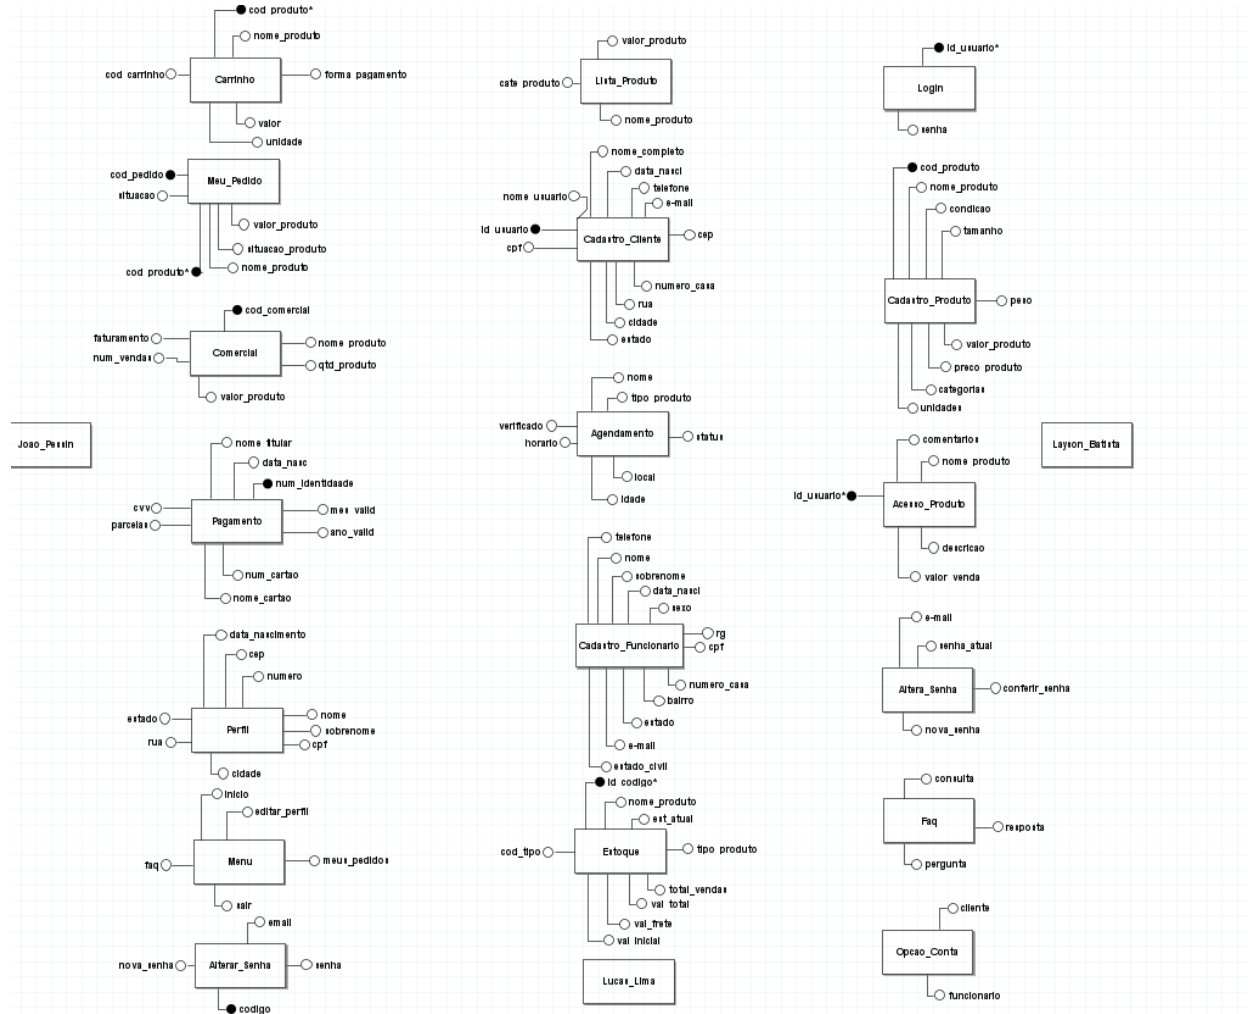 cod_produto*
nome_produto
cod_carrinho
Carrinho
forma_pagamento
valor
unidade
cod_pedido
situacao
Meu_Pedido
valor_produto
situacao_produto
nome_produto
cod_produto*
cod_comercial
faturamento
num_vendas
Comercial
nome_produto
qtd_produto
valor_produto
Joao_Pessin
nome_titular
data_nasc
num_identidaade
cvv
parcelas
Pagamento
mes_valid
ano_valid
num_cartao
nome_cartao
data_nascimento
cep
numero
estado
rua
Perfil
nome
sobrenome
cpf
cidade
inicio
editar_perfil
faq
Menu
meus_pedidos
sair
email
nova_senha
Alterar_Senha
senha
codigo
valor_produto
cate_produto
Lista_Produto
nome_produto
nome_completo
data_nasci
telefone
e-mail
nome_usuario
id_usuario
cpf
Cadastro_Cliente
cep
numero_casa
rua
cidade
estado
nome
tipo_produto
verificado
horario
Agendamento
status
local
idade
telefone
nome
sobrenome
data_nasci
sexo
Cadastro_Funcionario
rg
cpf
numero_casa
bairro
estado
e-mail
estado_civil
id_codigo*
nome_produto
est_atual
cod_tipo
Estoque
tipo_produto
total_vendas
val_total
val_frete
val_inicial
Lucas_Lima
id_usuario*
Login
senha
cod_produto
nome_produto
condicao
tamanho
Cadastro_Produto
peso
valor_produto
preco_produto
categorias
unidades
Layson_Batista
comentarios
nome_produto
id_usuario*
Acesso_Produto
descricao
valor_venda
e-mail
senha_atual
Altera_Senha
conferir_senha
nova_senha
consulta
Faq
resposta
pergunta
cliente
Opcao_Conta
funcionario